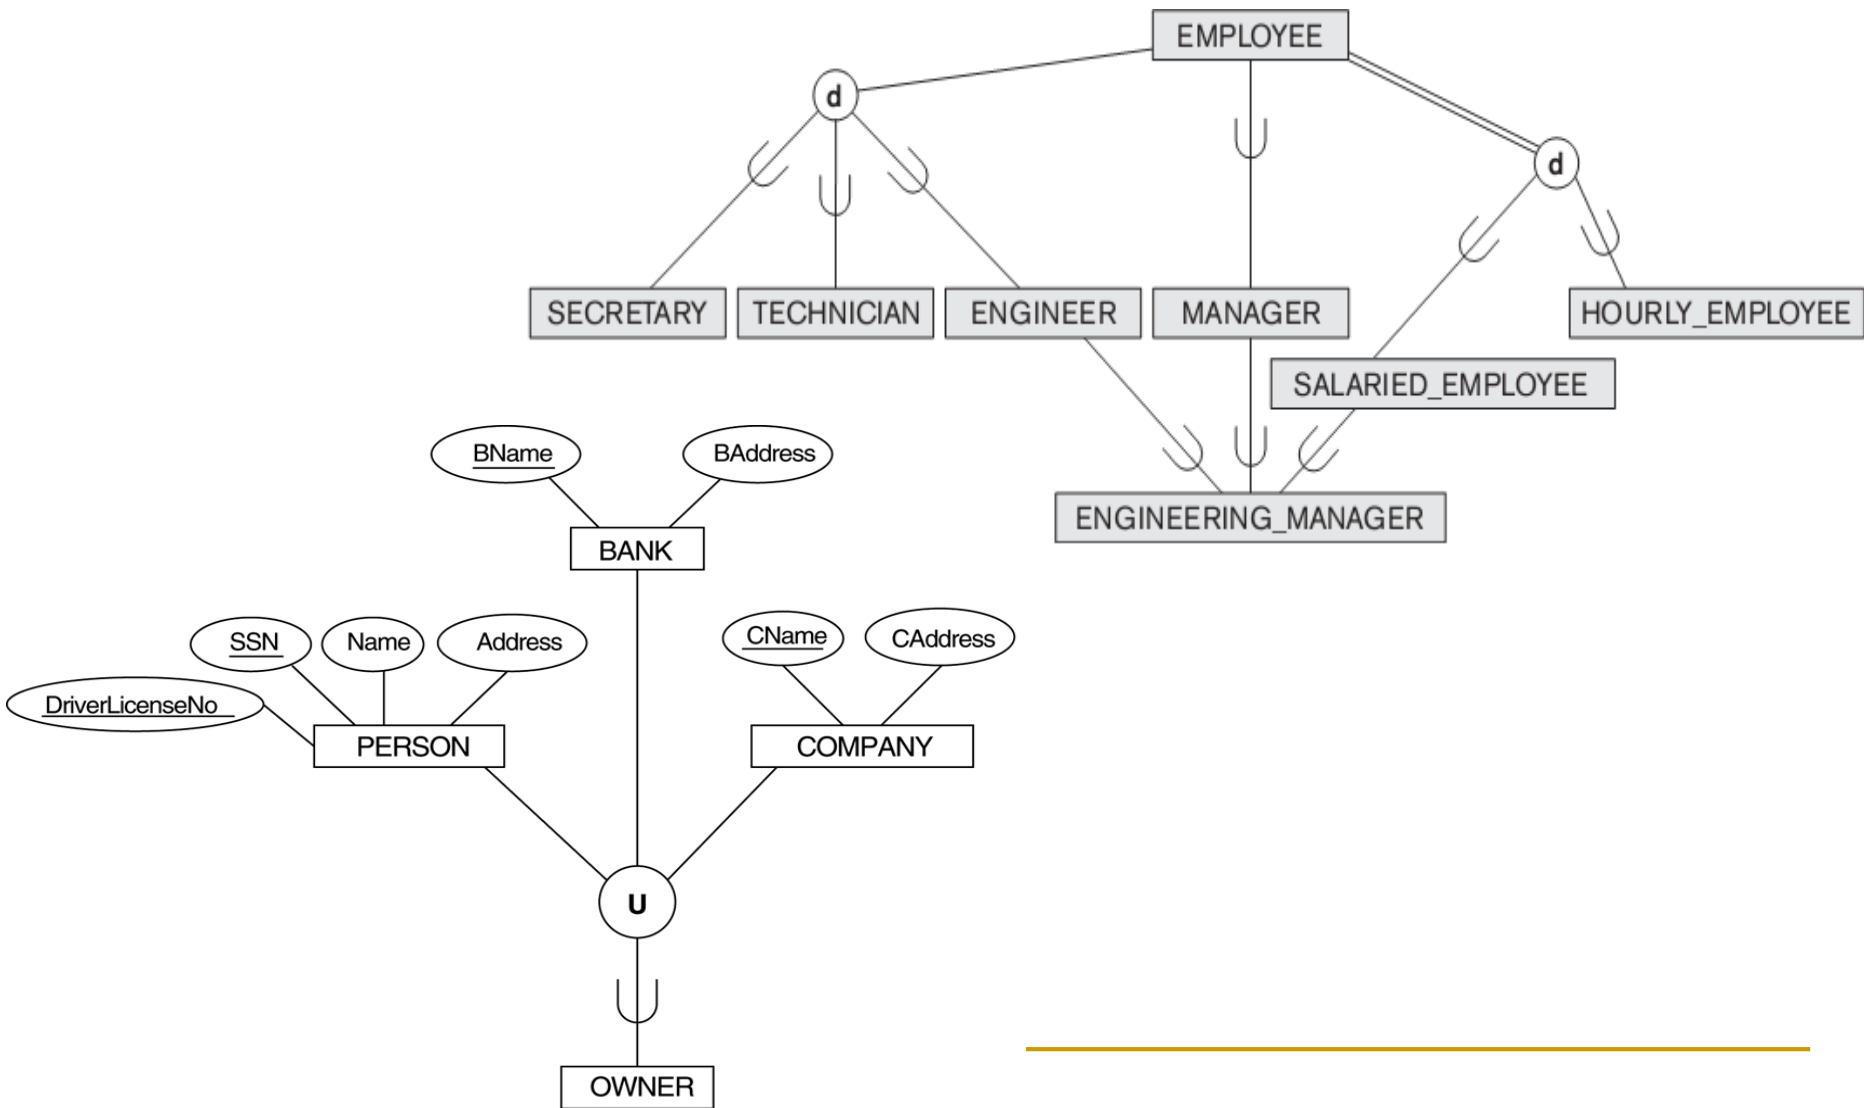 EMPLOYEE
d
d
SECRETARY
TECHNICIAN
ENGINEER
MANAGER
HOURLY_EMPLOYEE
SALARIED_EMPLOYEE
ENGINEERING_MANAGER
BName
BAddress
BANK
SSN
Name
Address
CName
CAddress
DriverLicenseNo
PERSON
COMPANY
U
OWNER